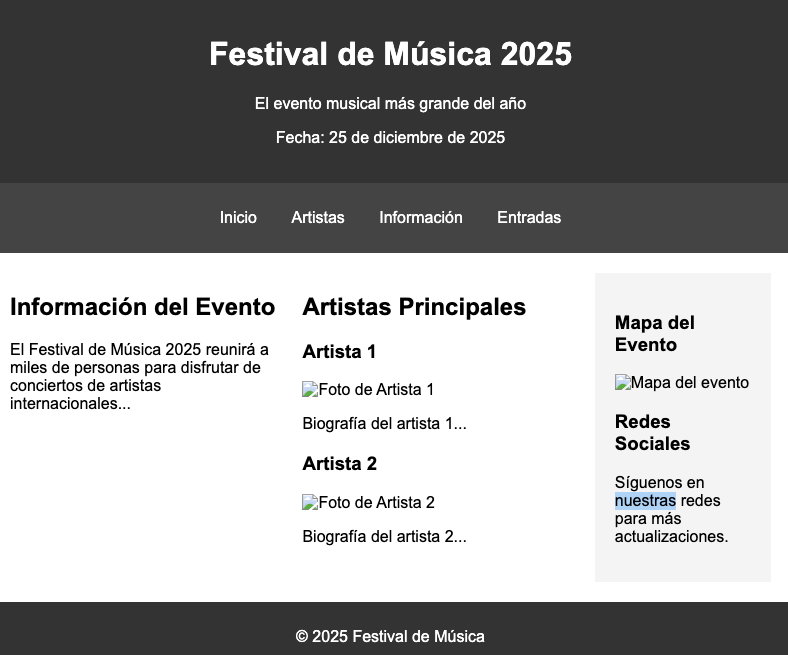 Festival de Música 2025
El evento musical más grande del año
Fecha: 25 de diciembre de 2025
Inicio Artistas Información Entradas
Información del Evento
El Festival de Música 2025 reunirá a
miles de personas para disfrutar de
conciertos de artistas
internacionales...
Artistas Principales
Artista 1
Foto de Artista 1
Biografía del artista 1...
Artista 2
Foto de Artista 2
Biografía del artista 2...
Mapa del
Evento
Mapa del evento
Redes
Sociales
Síguenos en
nuestras redes
para más
actualizaciones.
© 2025 Festival de Música